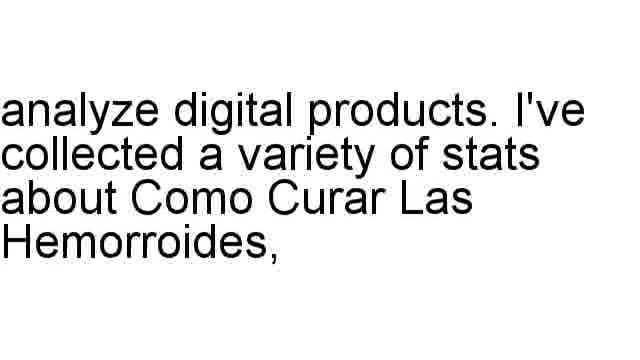 analyze digital products. I've
collected a variety of stats
about Como Curar Las
Hemorroides,